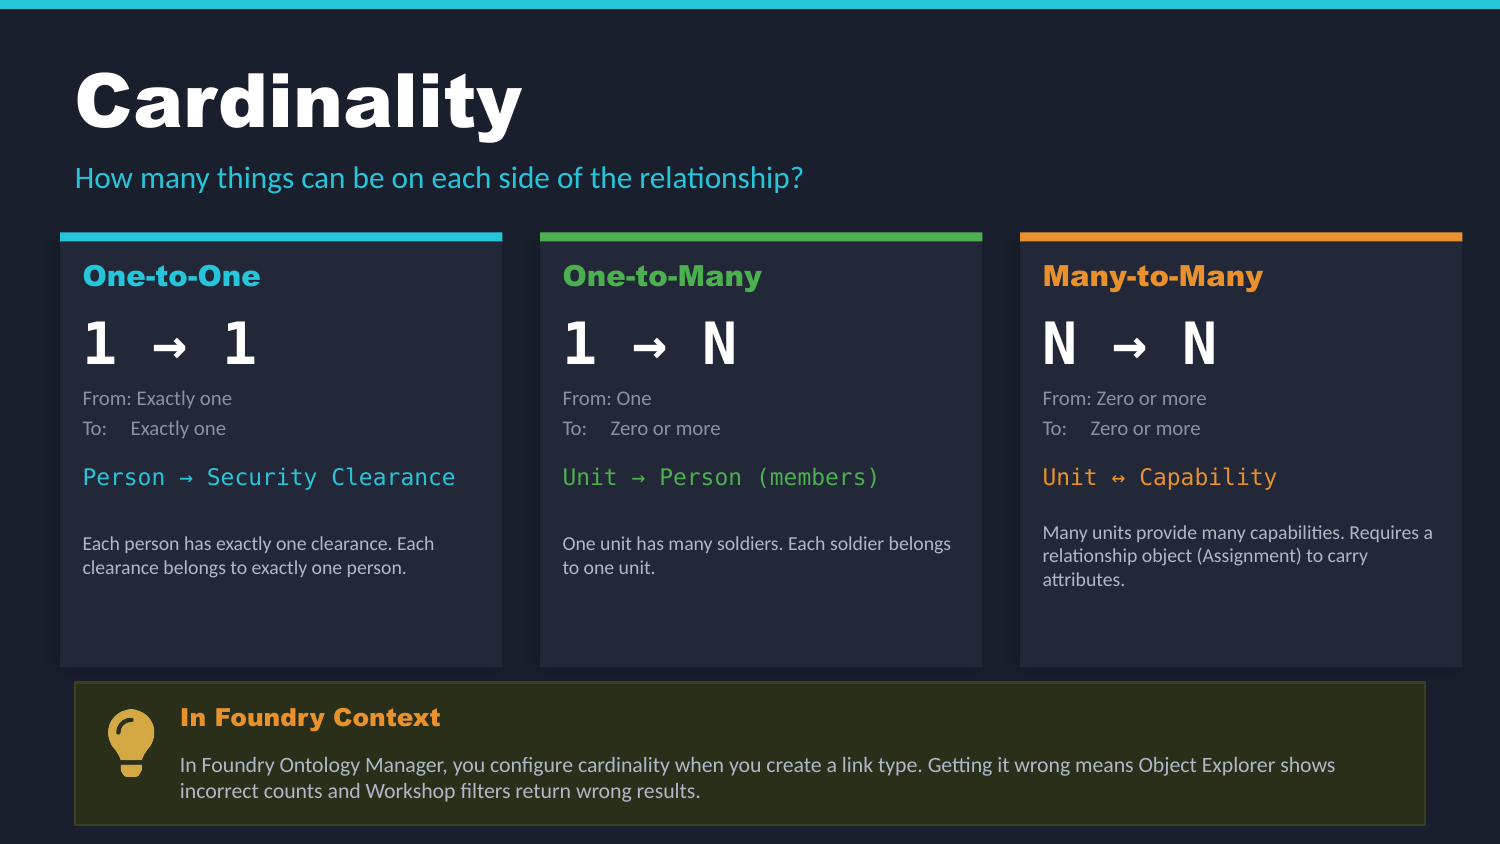 Cardinality
How many things can be on each side of the relationship?
One-to-One
1 → 1
From: Exactly one
To: Exactly one
Person → Security Clearance
Each person has exactly one clearance. Each
clearance belongs to exactly one person.
One-to-Many
1 → N
From: One
To: Zero or more
Unit → Person (members)
One unit has many soldiers. Each soldier belongs
to one unit.
Many-to-Many
N → N
From: Zero or more
To: Zero or more
Unit ↔ Capability
Many units provide many capabilities. Requires a
relationship object (Assignment) to carry
attributes.
In Foundry Context
In Foundry Ontology Manager, you configure cardinality when you create a link type. Getting it wrong means Object Explorer shows
incorrect counts and Workshop filters return wrong results.